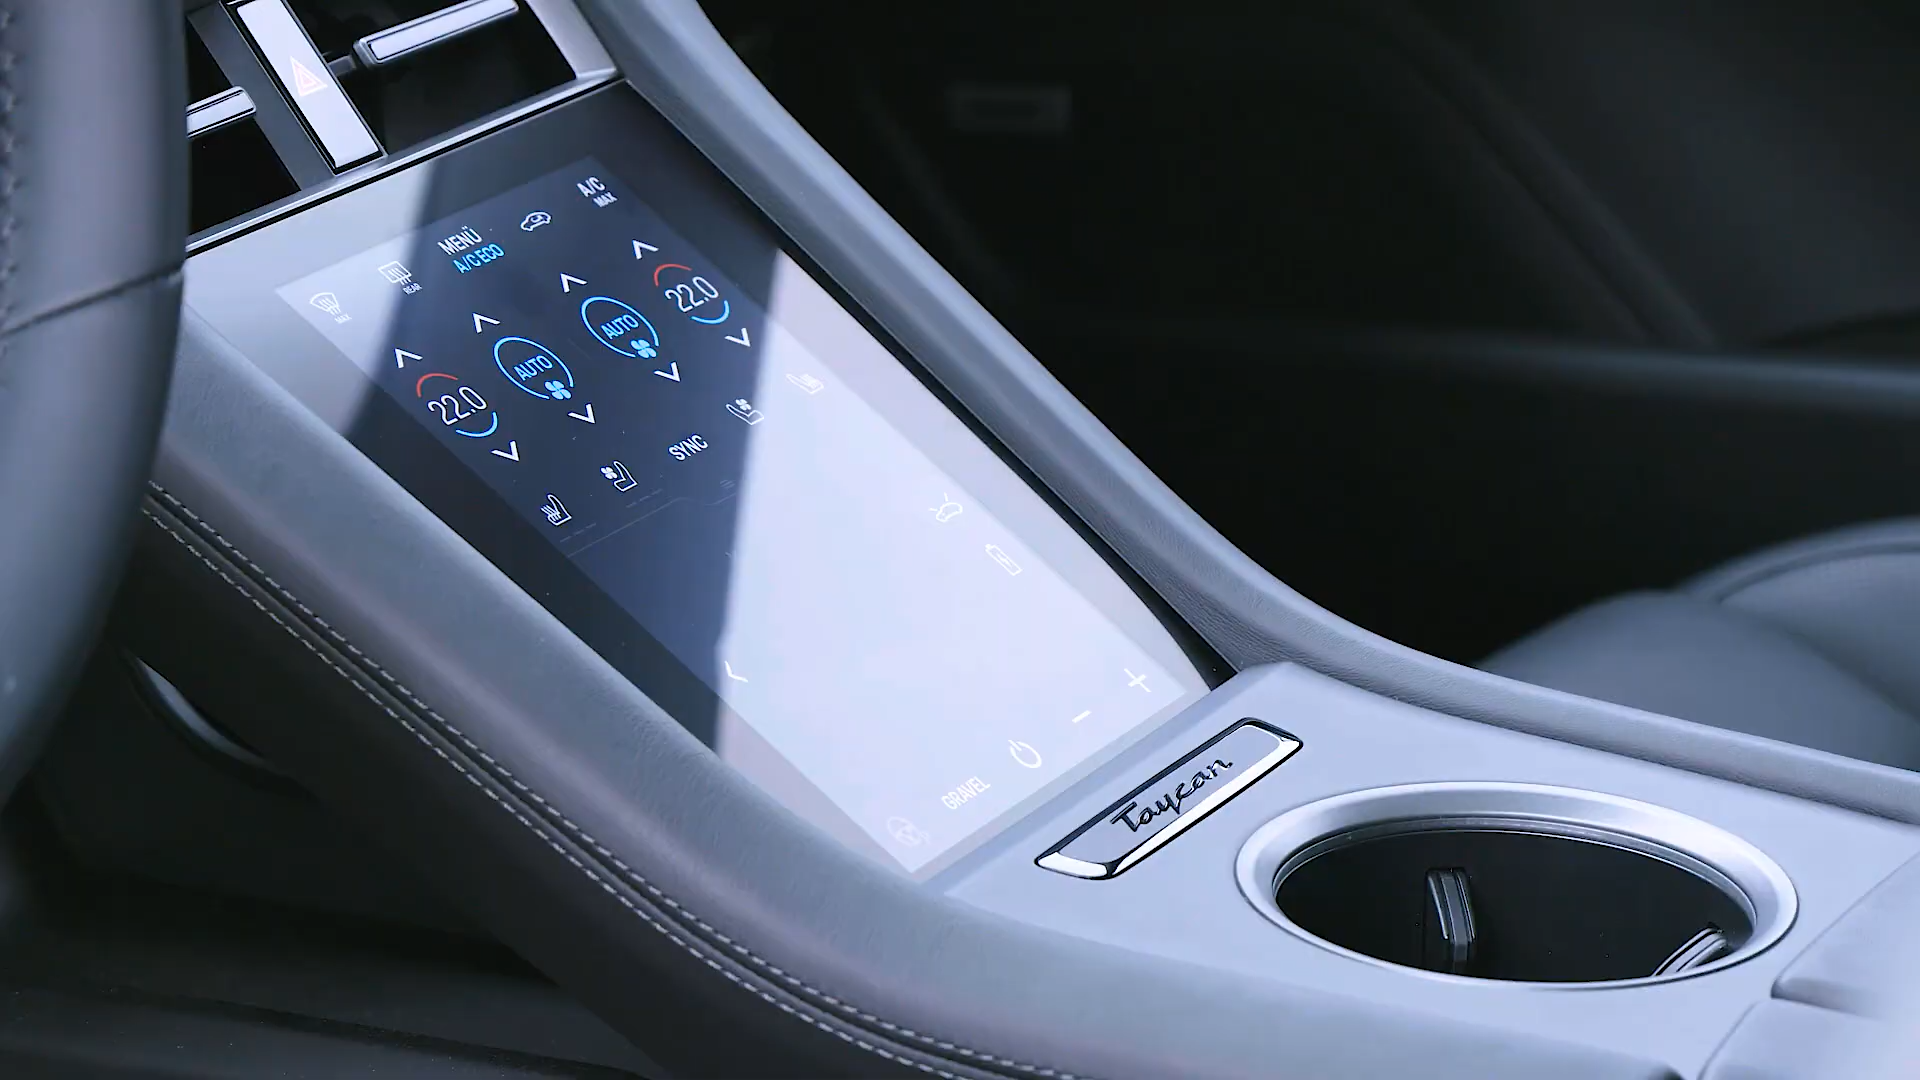 A/C
MAX
MENÜ
A/C ECO
REAR
MAX
22.0
AUTO
AUTO
22.0
SYNC
GRAVEL
Taycan